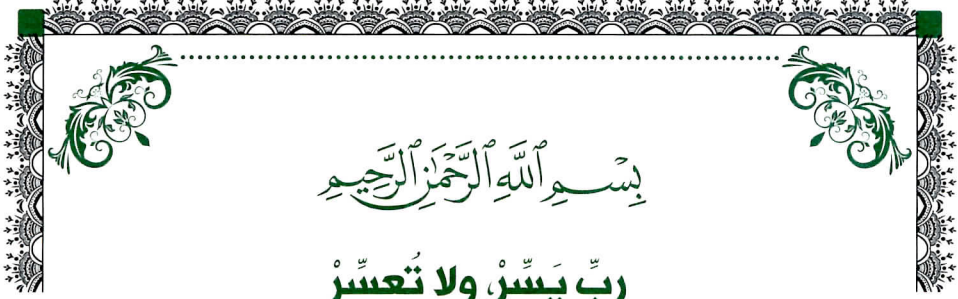 بِسْمِ ٱللَّهِ ٱلرَّحْمَٰنِ ٱلرَّحِيمِ
ربِّ يَسِّرْ ولا تُعسِّرْ